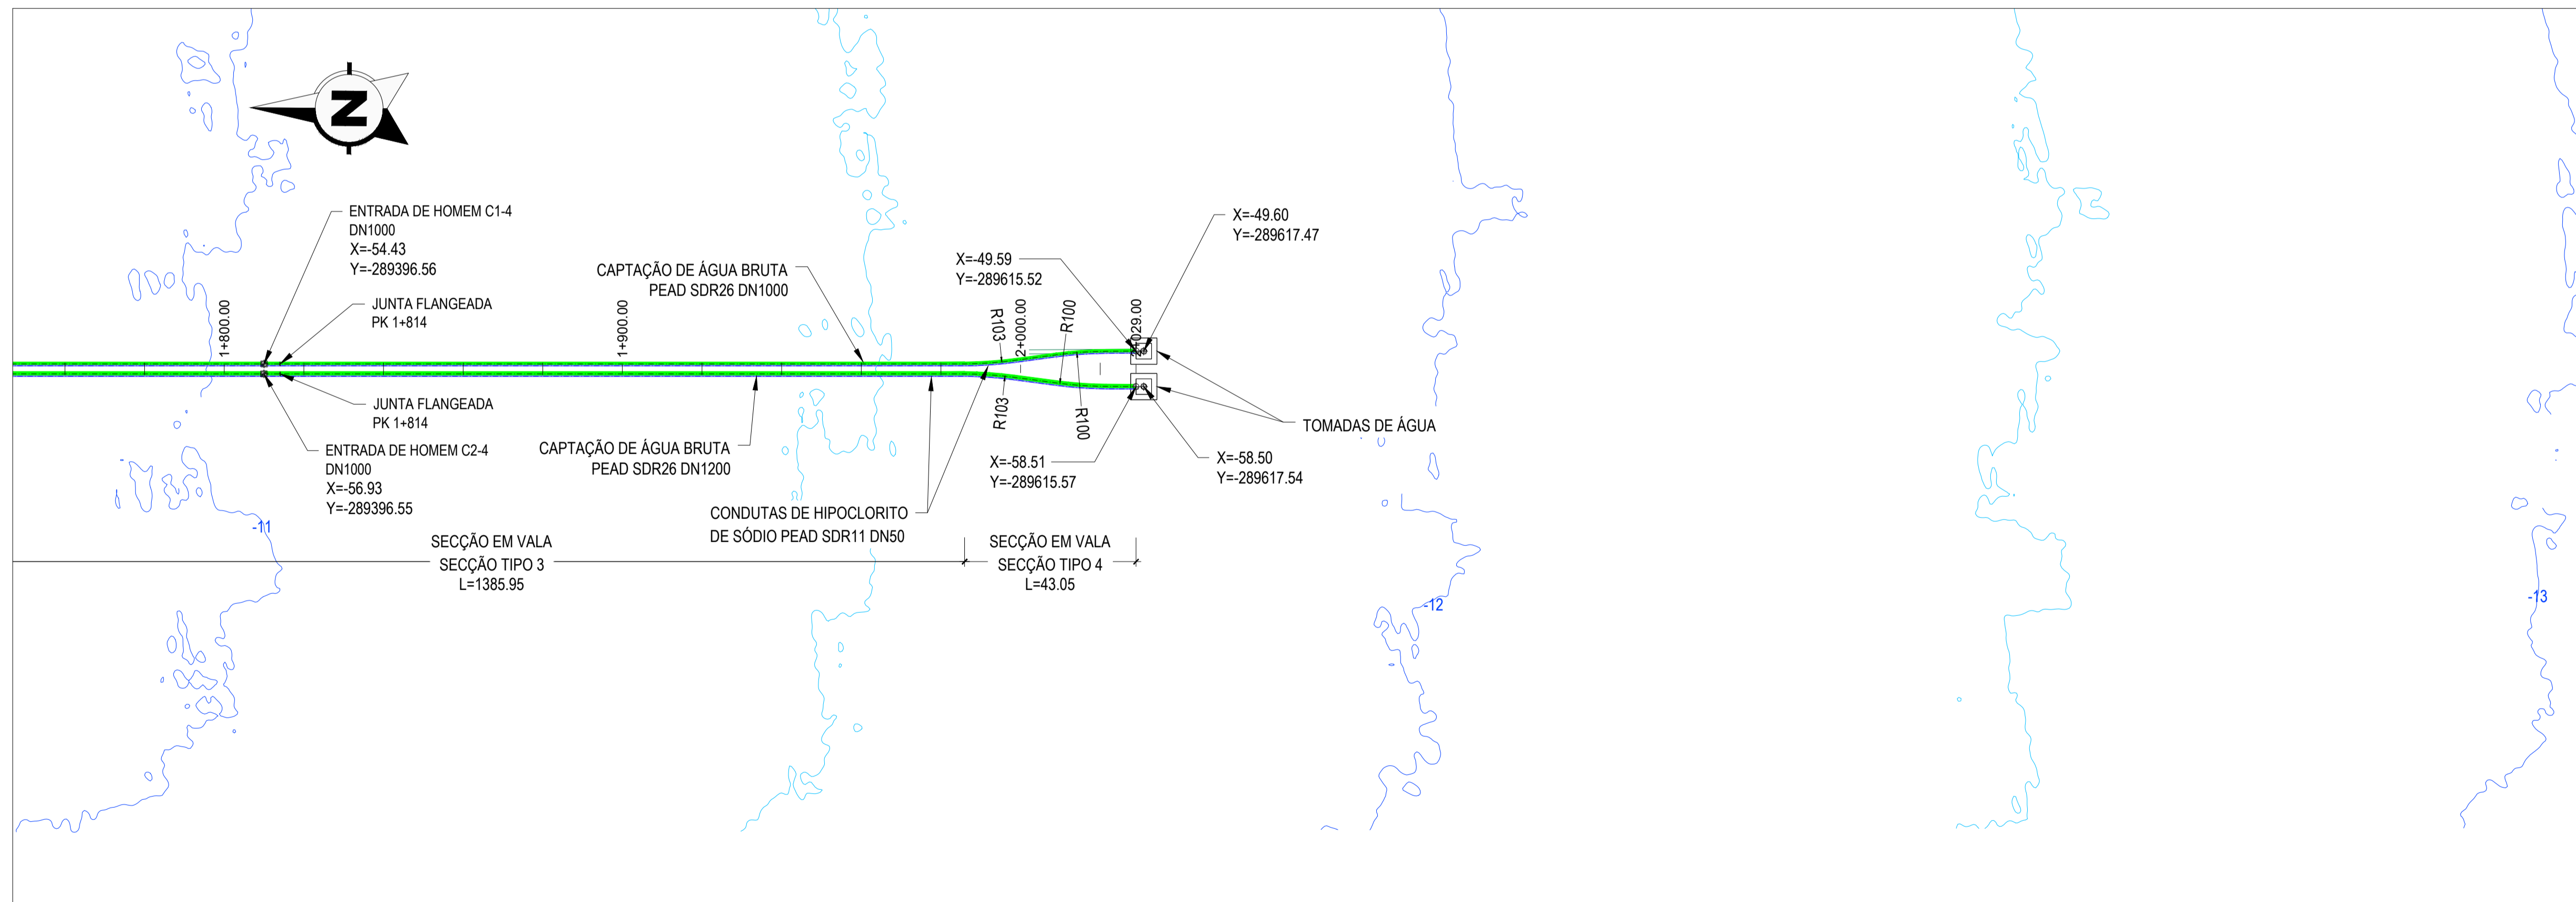 N
ENTRADA DE HOMEM C1-4
DN1000
X=-54.43
Y=-289396.56
JUNTA FLANGEADA
PK 1+814
1+800.00
CAPTAÇÃO DE ÁGUA BRUTA
PEAD SDR26 DN1000
1+900.00
X=-49.59
Y=-289615.52
X=-49.60
Y=-289617.47
R103
2+000.00
R100
2+029.00
JUNTA FLANGEADA
PK 1+814
ENTRADA DE HOMEM C2-4
DN1000
X=-56.93
Y=-289396.55
CAPTAÇÃO DE ÁGUA BRUTA
PEAD SDR26 DN1200
R103
R100
TOMADAS DE ÁGUA
X=-58.51
Y=-289615.57
X=-58.50
Y=-289617.54
CONDUTAS DE HIPOCLORITO
DE SÓDIO PEAD SDR11 DN50
-11
SECÇÃO EM VALA
SECÇÃO TIPO 3
L=1385.95
SECÇÃO EM VALA
SECÇÃO TIPO 4
L=43.05
-12
-13